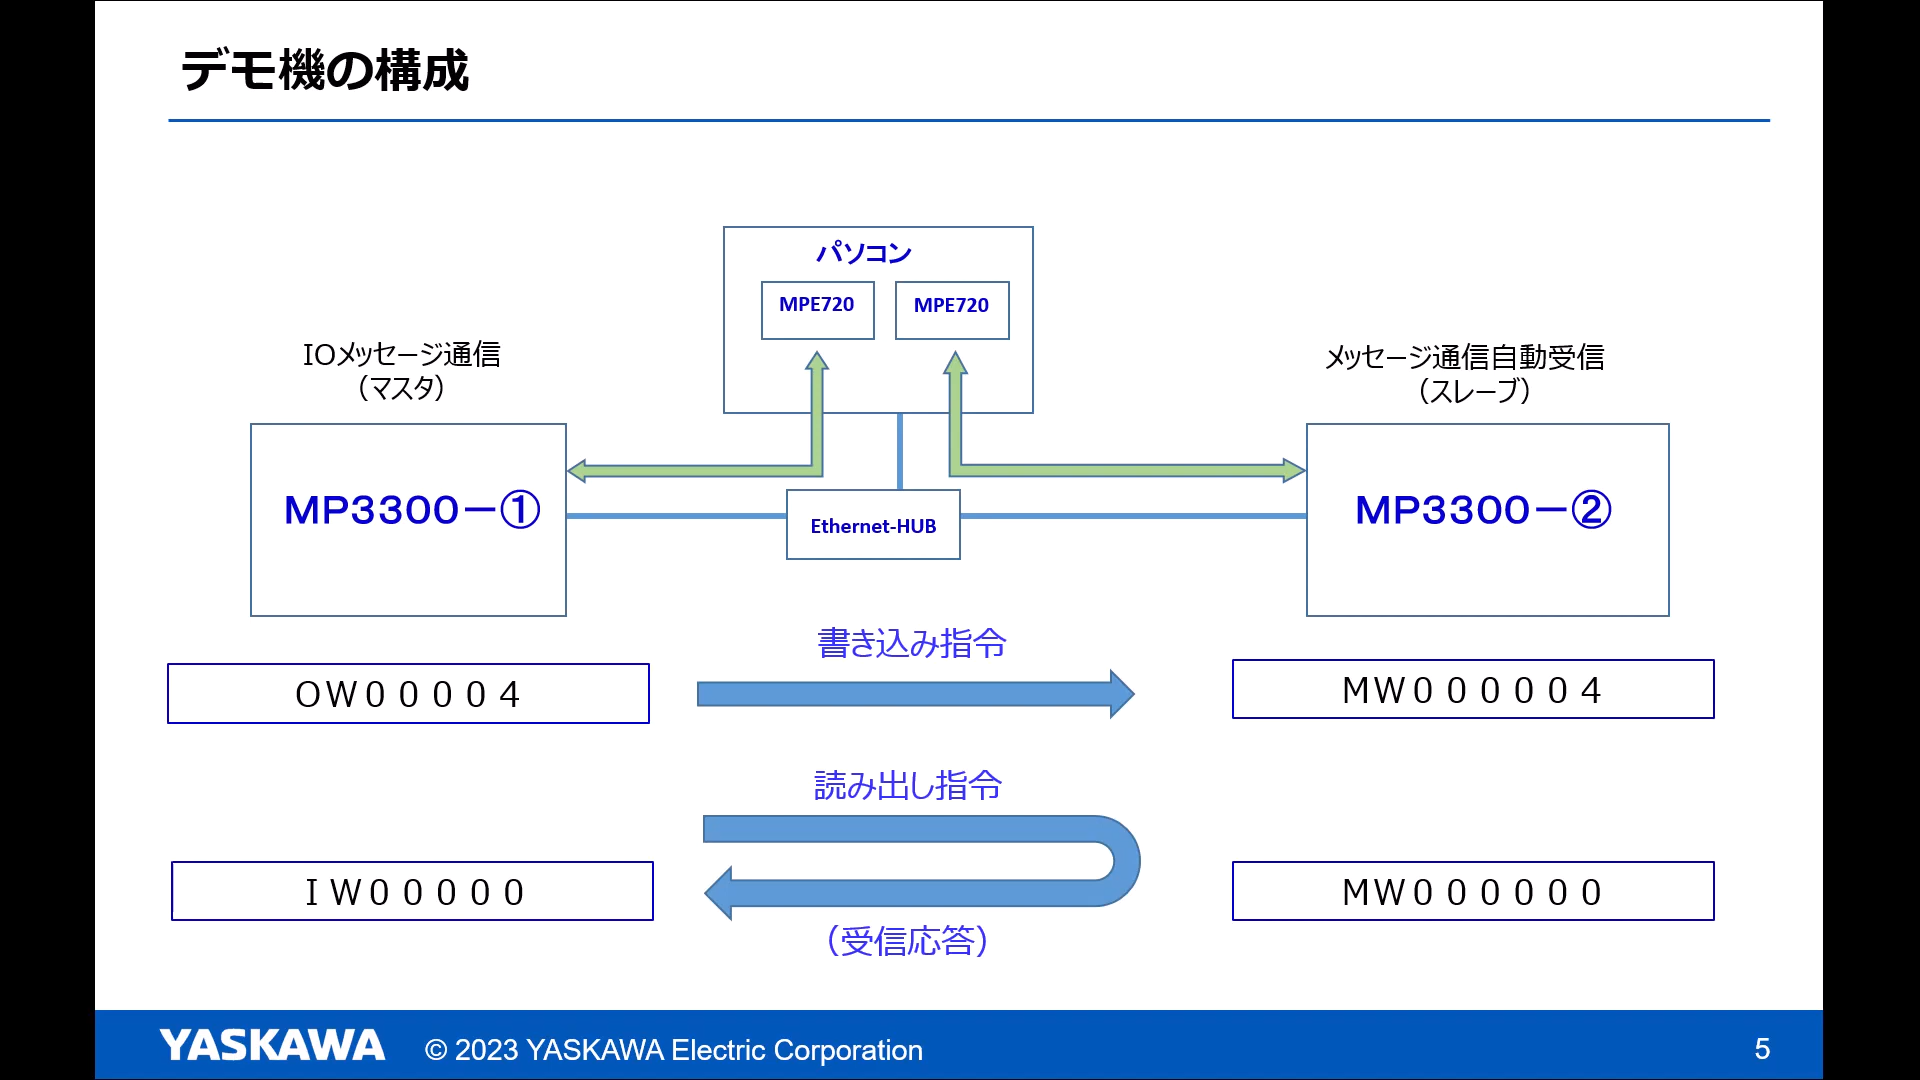 デモ機の構成
パソコン
MPE720
MPE720
IOメッセージ通信
（マスタ）
メッセージ通信自動受信
（スレーブ）
ＭＰ３３００－①
Ethernet-HUB
ＭＰ３３００－②
書き込み指令
ＯＷ００００４
ＭＷ０００００４
読み出し指令
ＩＷ０００００
ＭＷ００００００
（受信応答）
YASKAWA
© 2023 YASKAWA Electric Corporation
5